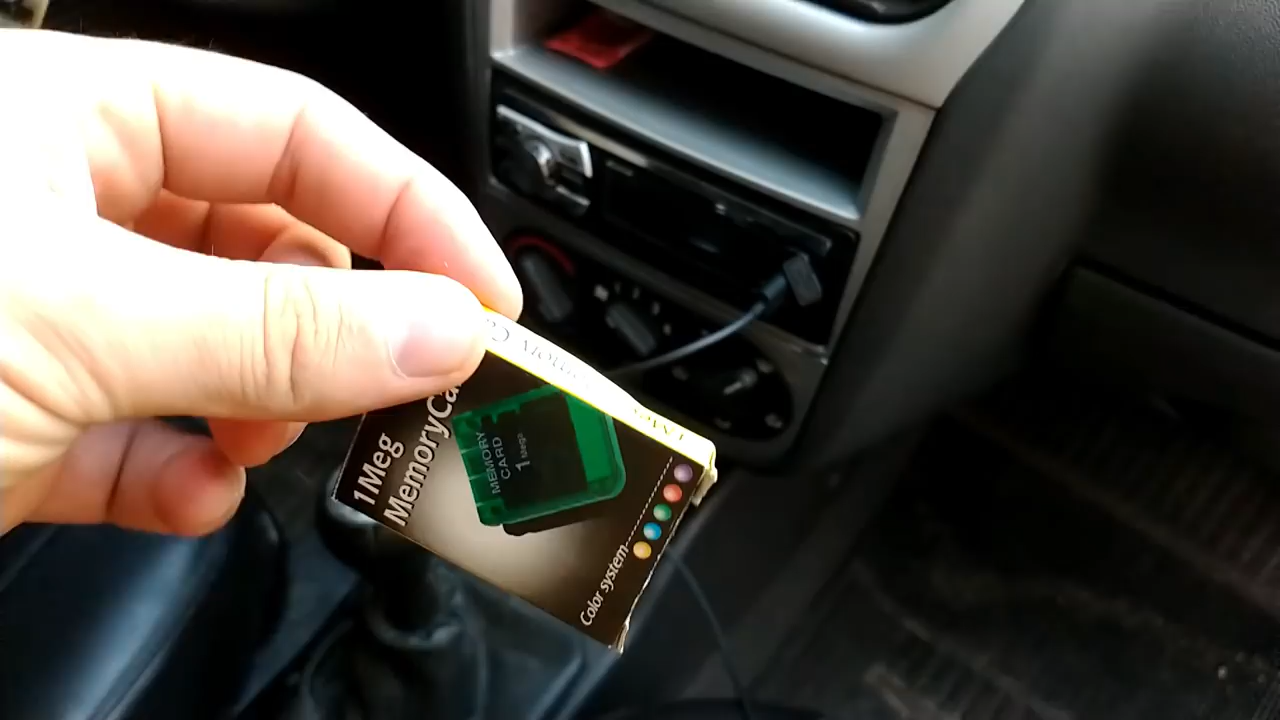 1Meg
MemoryCa
MEMORY
CARD
1 Mega
Color system